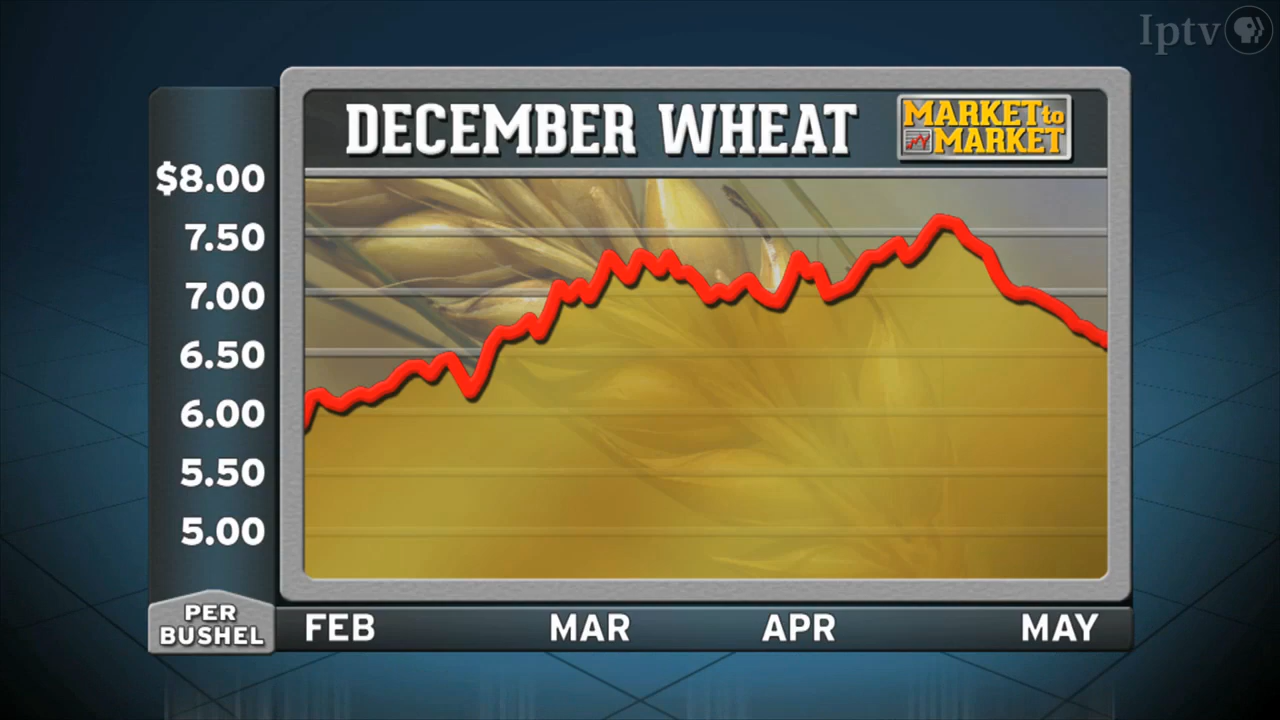 Iptv
DECEMBER WHEAT
MARKET to
MARKET
$8.00
7.50
7.00
6.50
6.00
5.50
5.00
PER
BUSHEL
FEB MAR APR MAY